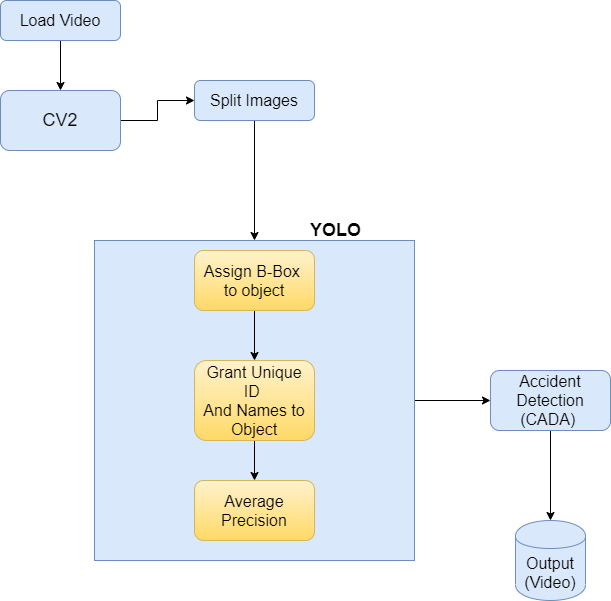 Load Video
CV2
Split Images
YOLO
Assign B-Box
to object
Grant Unique
ID
And Names to
Object
Average
Precision
Accident
Detection
(CADA)
Output
(Video)